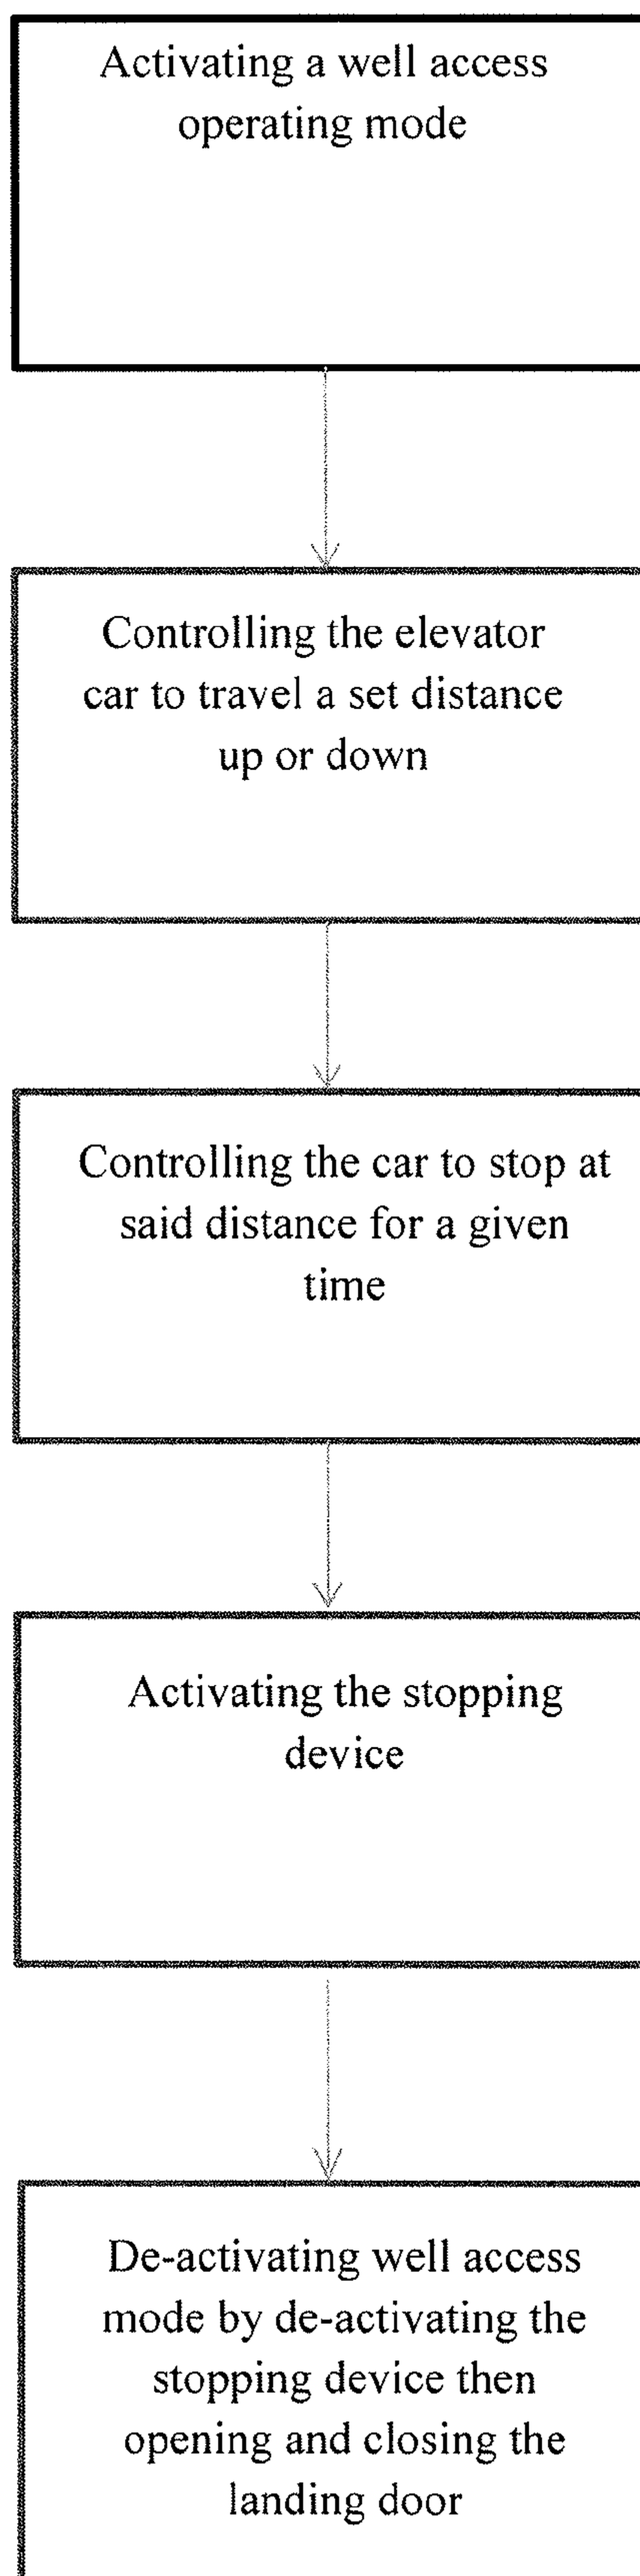 Activating a well access
operating mode
Controlling the elevator
car to travel a set distance
up or down
Controlling the car to stop at
said distance for a given
time
Activating the stopping
device
De-activating well access
mode by de-activating the
stopping device then
opening and closing the
landing door